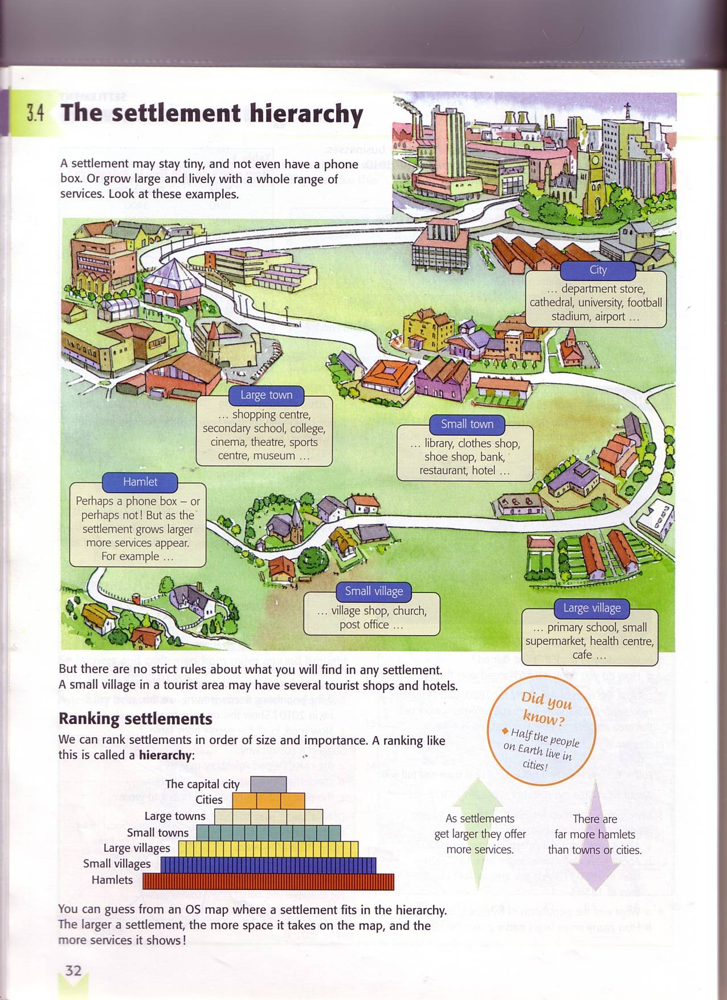 3.4 The settlement hierarchy
A settlement may stay tiny, and not even have a phone
box. Or grow large and lively with a whole range of
services. Look at these examples.
City
... department store,
cathedral, university, football
stadium, airport ...
Large town
... shopping centre,
secondary school, college,
cinema, theatre, sports
centre, museum ...
Small town
... library, clothes shop,
shoe shop, bank,
restaurant, hotel ...
Hamlet
Perhaps a phone box – or
perhaps not! But as the
settlement grows larger
more services appear.
For example ...
Small village
... village shop, church,
post office ...
Large village
... primary school, small
supermarket, health centre,
cafe ...
But there are no strict rules about what you will find in any settlement.
A small village in a tourist area may have several tourist shops and hotels.
Did you
know?
Half the people
on Earth live in
cities!
Ranking settlements
We can rank settlements in order of size and importance. A ranking like
this is called a hierarchy:
The capital city
Cities
Large towns
Small towns
Large villages
Small villages
Hamlets
As settlements
get larger they offer
more services.
There are
far more hamlets
than towns or cities.
You can guess from an OS map where a settlement fits in the hierarchy.
The larger a settlement, the more space it takes on the map, and the
more services it shows!
32